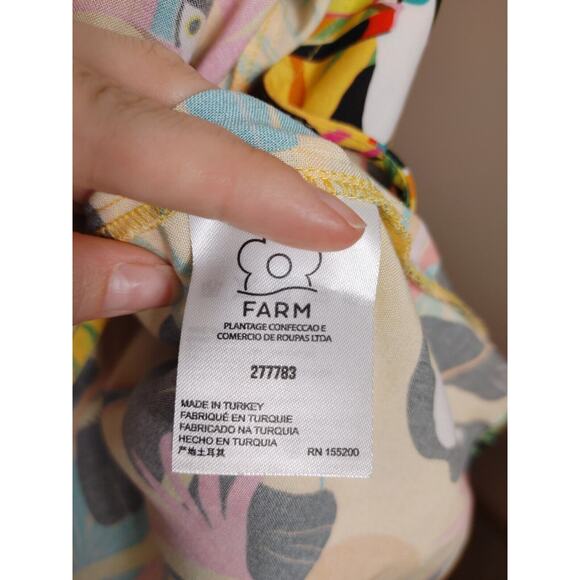 FARM
PLANTAGE CONFECCAO E
COMERCIO DE ROUPAS LTDA
277783
MADE IN TURKEY
FABRIQUÉ EN TURQUIE
FABRICADO NA TURQUIA
HECHO EN TURQUIA
产地土耳其 RN 155200